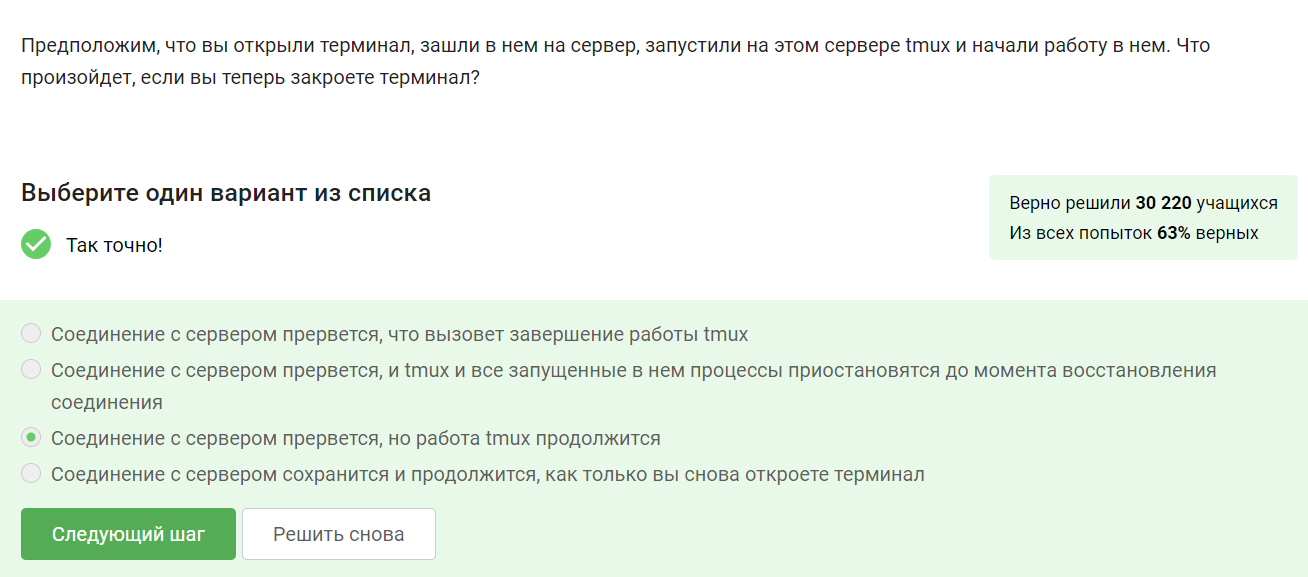 Предположим, что вы открыли терминал, зашли в нем на сервер, запустили на этом сервере tmux и начали работу в нем. Что
произойдет, если вы теперь закроете терминал?
Выберите один вариант из списка
Так точно!
Верно решили 30 220 учащихся
Из всех попыток 63% верных
Соединение с сервером прервется, что вызовет завершение работы tmux
Соединение с сервером прервется, и tmux и все запущенные в нем процессы приостановятся до момента восстановления
соединения
Соединение с сервером прервется, но работа tmux продолжится
Соединение с сервером сохранится и продолжится, как только вы снова откроете терминал
Следующий шаг
Решить снова